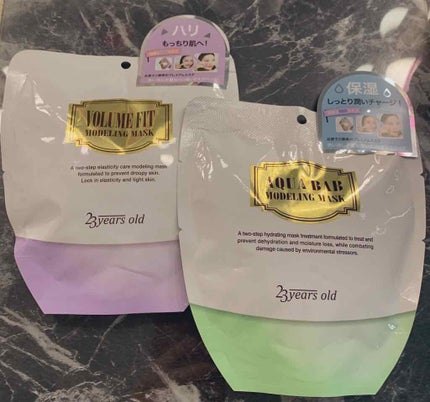 ハリ
もっちり肌へ!
VOLUME FIT
MODELING MASK
A two-step elasticity care modeling mask
formulated to prevent droopy skin.
Lock in elasticity and tight skin.
23years old
保湿
しっとり潤いチャージ!
AQUA BAB
MODELING MASK
A two-step hydrating mask treatment formulated to treat and
prevent dehydration and moisture loss, while combating
damage caused by environmental stressors.
23years old